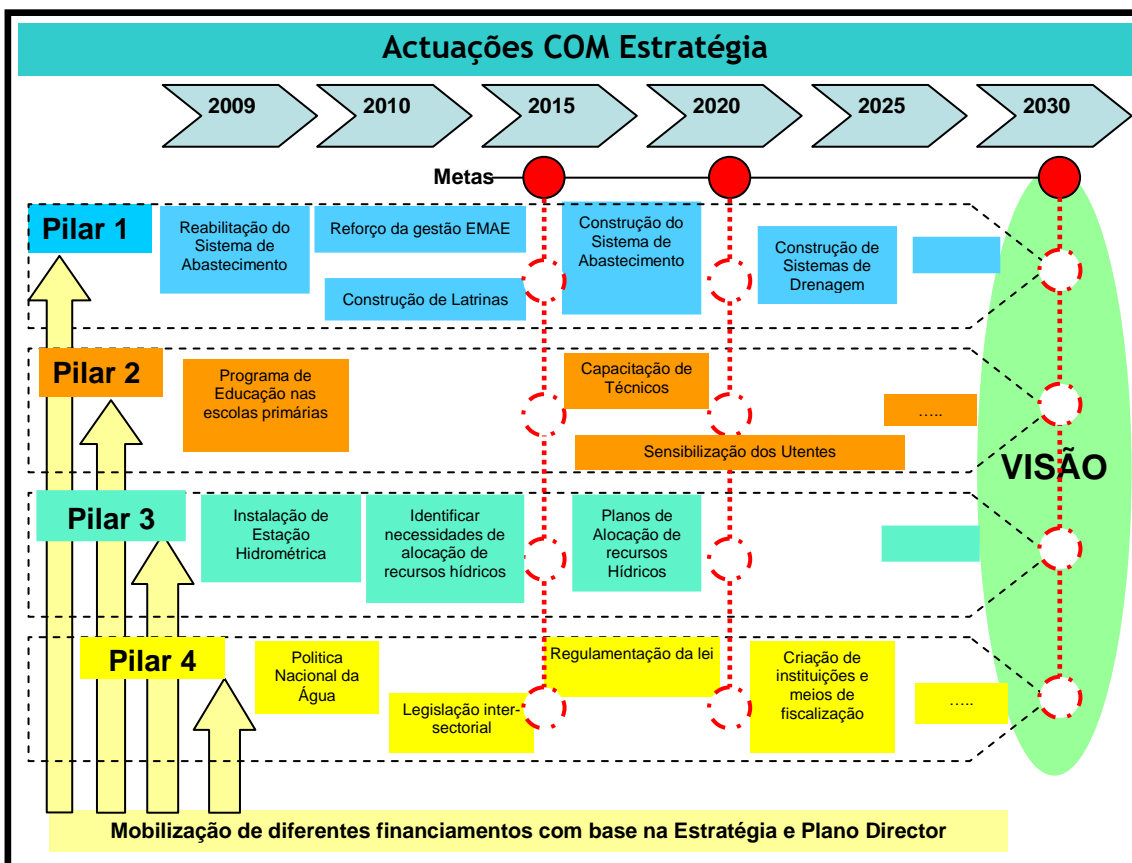 Actuações COM Estratégia
2009
2010
2015
2020
2025
2030
Metas
Pilar 1
Reabilitação do
Sistema de
Abastecimento
Reforço da gestão EMAE
Construção de Latrinas
Construção do
Sistema de
Abastecimento
Construção de
Sistemas de
Drenagem
Pilar 2
Programa de
Educação nas
escolas primárias
Capacitação de
Técnicos
Sensibilização dos Utentes
.....
VISÃO
Pilar 3
Instalação de
Estação
Hidrométrica
Identificar
necessidades de
alocação de
recursos hídricos
Planos de
Alocação de
recursos
Hídricos
Pilar 4
Politica
Nacional da
Água
Legislação inter-
sectorial
Regulamentação da lei
Criação de
instituições e
meios de
fiscalização
.....
Mobilização de diferentes financiamentos com base na Estratégia e Plano Director